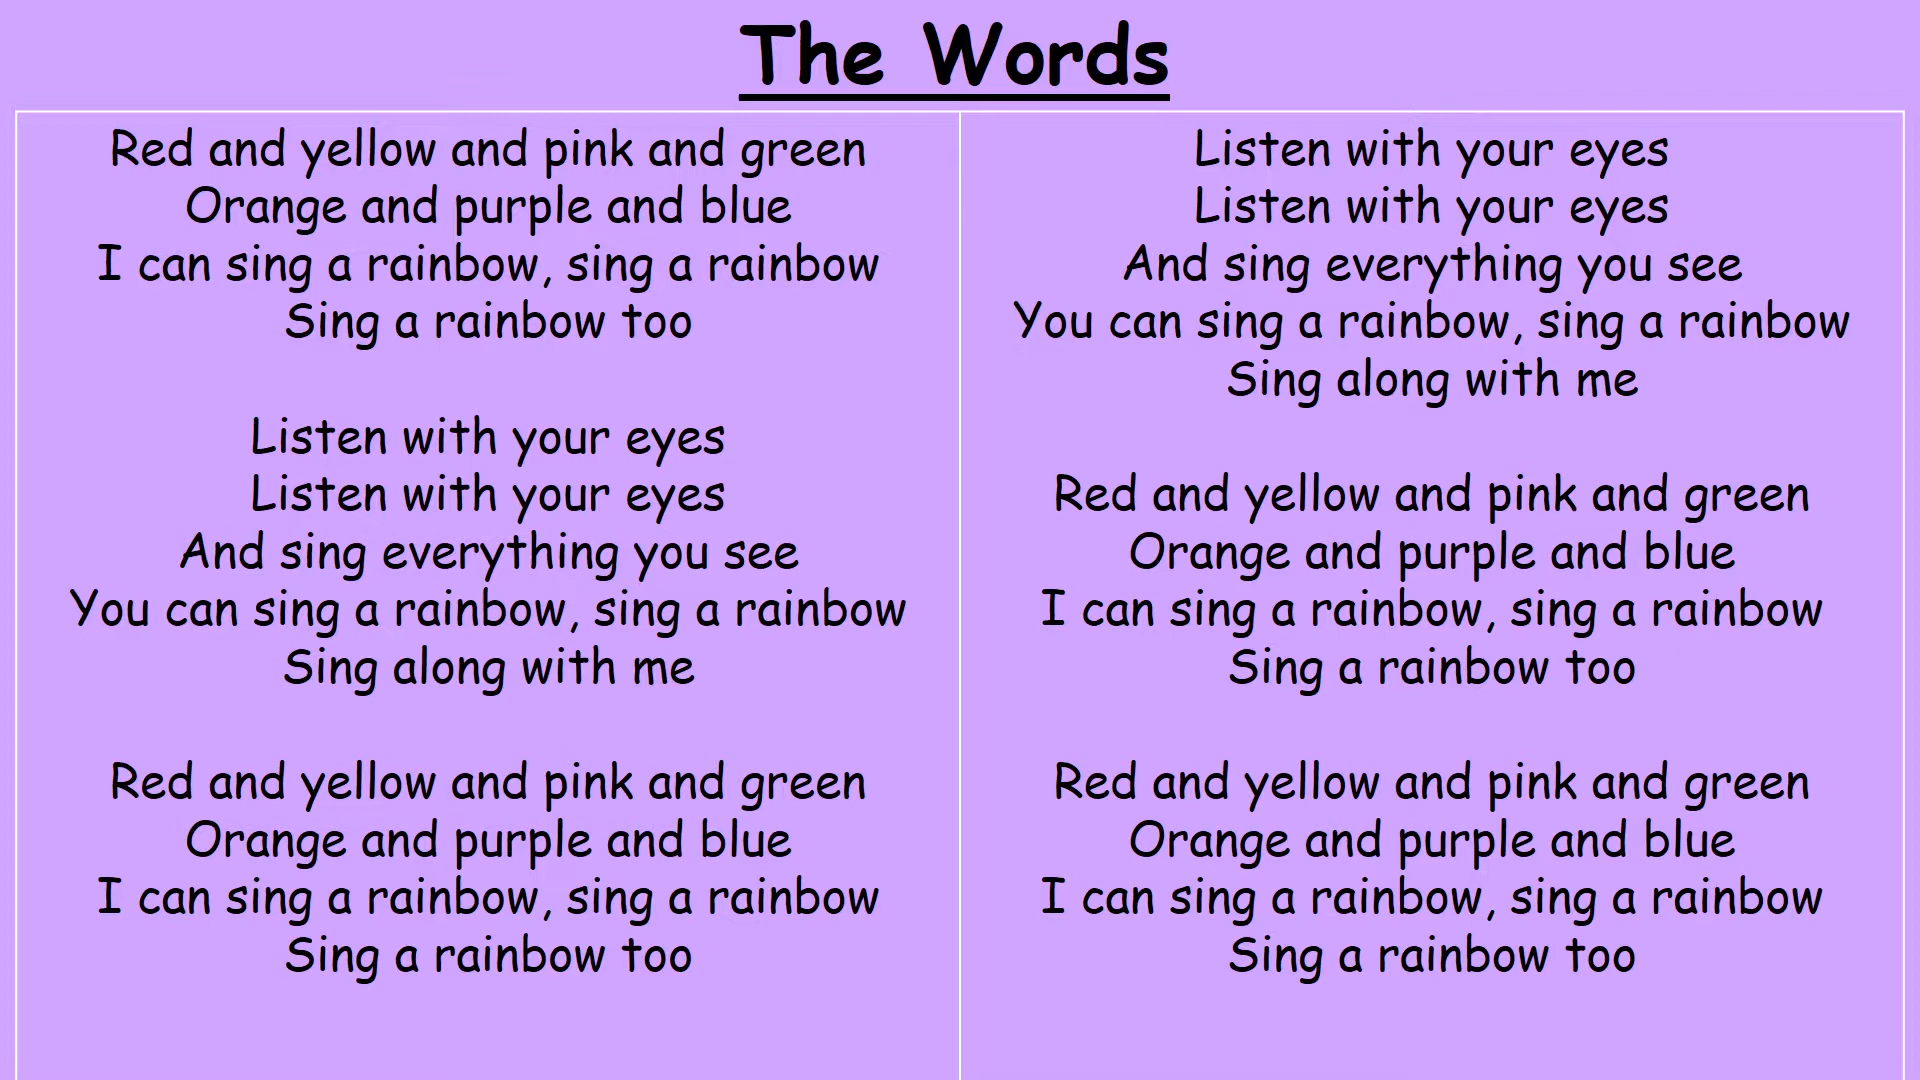 The Words
Red and yellow and pink and green
Orange and purple and blue
I can sing a rainbow, sing a rainbow
Sing a rainbow too
Listen with your eyes
Listen with your eyes
And sing everything you see
You can sing a rainbow, sing a rainbow
Sing along with me
Red and yellow and pink and green
Orange and purple and blue
I can sing a rainbow, sing a rainbow
Sing a rainbow too
Listen with your eyes
Listen with your eyes
And sing everything you see
You can sing a rainbow, sing a rainbow
Sing along with me
Red and yellow and pink and green
Orange and purple and blue
I can sing a rainbow, sing a rainbow
Sing a rainbow too
Red and yellow and pink and green
Orange and purple and blue
I can sing a rainbow, sing a rainbow
Sing a rainbow too